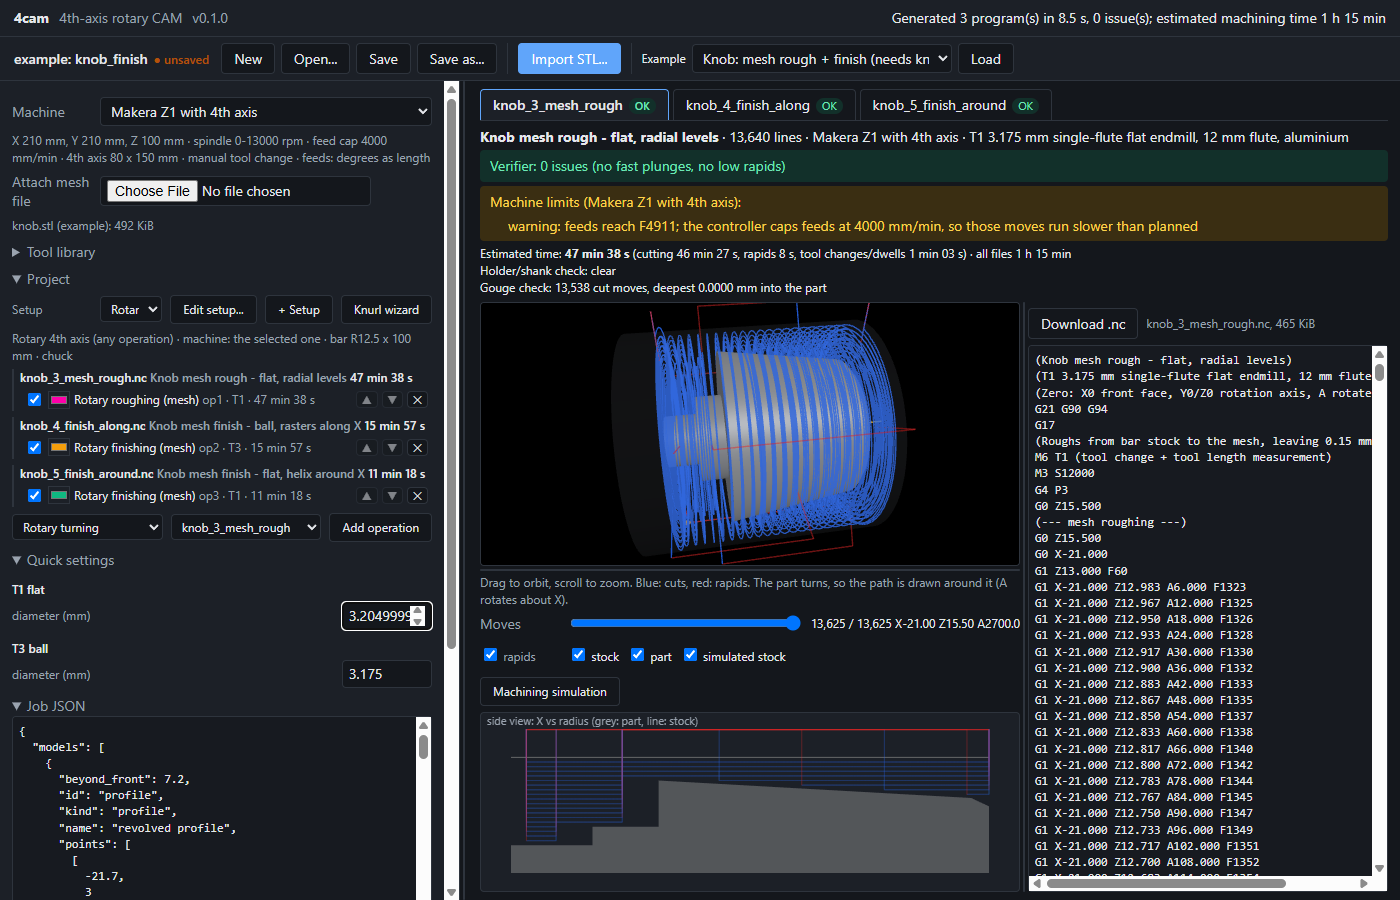 4cam 4th-axis rotary CAM v0.1.0
Generated 3 program(s) in 8.5 s, 0 issue(s); estimated machining time 1 h 15 min
example: knob_finish • unsaved
New
Open...
Save
Save as...
Import STL...
Example
Knob: mesh rough + finish (needs kn
Load
Machine
Makera Z1 with 4th axis
X 210 mm, Y 210 mm, Z 100 mm · spindle 0-13000 rpm · feed cap 4000
mm/min · 4th axis 80 x 150 mm · manual tool change · feeds: degrees as length
Attach mesh
file
Choose File No file chosen
knob.stl (example): 492 KiB
▶ Tool library
▼ Project
Setup
Rotar
Edit setup...
+ Setup
Knurl wizard
Rotary 4th axis (any operation) · machine: the selected one · bar R12.5 x 100
mm · chuck
knob_3_mesh_rough.nc Knob mesh rough - flat, radial levels 47 min 38 s
Rotary roughing (mesh) op1 · T1 · 47 min 38 s
knob_4_finish_along.nc Knob mesh finish - ball, rasters along X 15 min 57 s
Rotary finishing (mesh) op2 · T3 · 15 min 57 s
knob_5_finish_around.nc Knob mesh finish - flat, helix around X 11 min 18 s
Rotary finishing (mesh) op3 · T1 · 11 min 18 s
Rotary turning
knob_3_mesh_rough
Add operation
▼ Quick settings
T1 flat
diameter (mm)
3.2049999
T3 ball
diameter (mm)
3.175
▼ Job JSON
{
"models": [
{
"beyond_front": 7.2,
"id": "profile",
"kind": "profile",
"name": "revolved profile",
"points": [
[
-21.7,
3
knob_3_mesh_rough OK
knob_4_finish_along OK
knob_5_finish_around OK
Knob mesh rough - flat, radial levels · 13,640 lines · Makera Z1 with 4th axis · T1 3.175 mm single-flute flat endmill, 12 mm flute, aluminium
Verifier: 0 issues (no fast plunges, no low rapids)
Machine limits (Makera Z1 with 4th axis):
warning: feeds reach F4911; the controller caps feeds at 4000 mm/min, so those moves run slower than planned
Estimated time: 47 min 38 s (cutting 46 min 27 s, rapids 8 s, tool changes/dwells 1 min 03 s) · all files 1 h 15 min
Holder/shank check: clear
Gouge check: 13,538 cut moves, deepest 0.0000 mm into the part
Drag to orbit, scroll to zoom. Blue: cuts, red: rapids. The part turns, so the path is drawn around it (A
rotates about X).
Moves
13,625 / 13,625 X-21.00 Z15.50 A2700.0
rapids
stock
part
simulated stock
Machining simulation
side view: X vs radius (grey: part, line: stock)
Download .nc
knob_3_mesh_rough.nc, 465 KiB
(Knob mesh rough - flat, radial levels)
(T1 3.175 mm single-flute flat endmill, 12 mm flute
(Zero: X0 front face, Y0/Z0 rotation axis, A rotate
G21 G90 G94
G17
(Roughs from bar stock to the mesh, leaving 0.15 mm
M6 T1 (tool change + tool length measurement)
M3 S12000
G4 P3
G0 Z15.500
(--- mesh roughing ---)
G0 Z15.500
G0 X-21.000
G1 Z13.000 F60
G1 X-21.000 Z12.983 A6.000 F1323
G1 X-21.000 Z12.967 A12.000 F1325
G1 X-21.000 Z12.950 A18.000 F1326
G1 X-21.000 Z12.933 A24.000 F1328
G1 X-21.000 Z12.917 A30.000 F1330
G1 X-21.000 Z12.900 A36.000 F1332
G1 X-21.000 Z12.883 A42.000 F1333
G1 X-21.000 Z12.867 A48.000 F1335
G1 X-21.000 Z12.850 A54.000 F1337
G1 X-21.000 Z12.833 A60.000 F1338
G1 X-21.000 Z12.817 A66.000 F1340
G1 X-21.000 Z12.800 A72.000 F1342
G1 X-21.000 Z12.783 A78.000 F1344
G1 X-21.000 Z12.767 A84.000 F1345
G1 X-21.000 Z12.750 A90.000 F1347
G1 X-21.000 Z12.733 A96.000 F1349
G1 X-21.000 Z12.717 A102.000 F1351
G1 X-21.000 Z12.700 A108.000 F1352